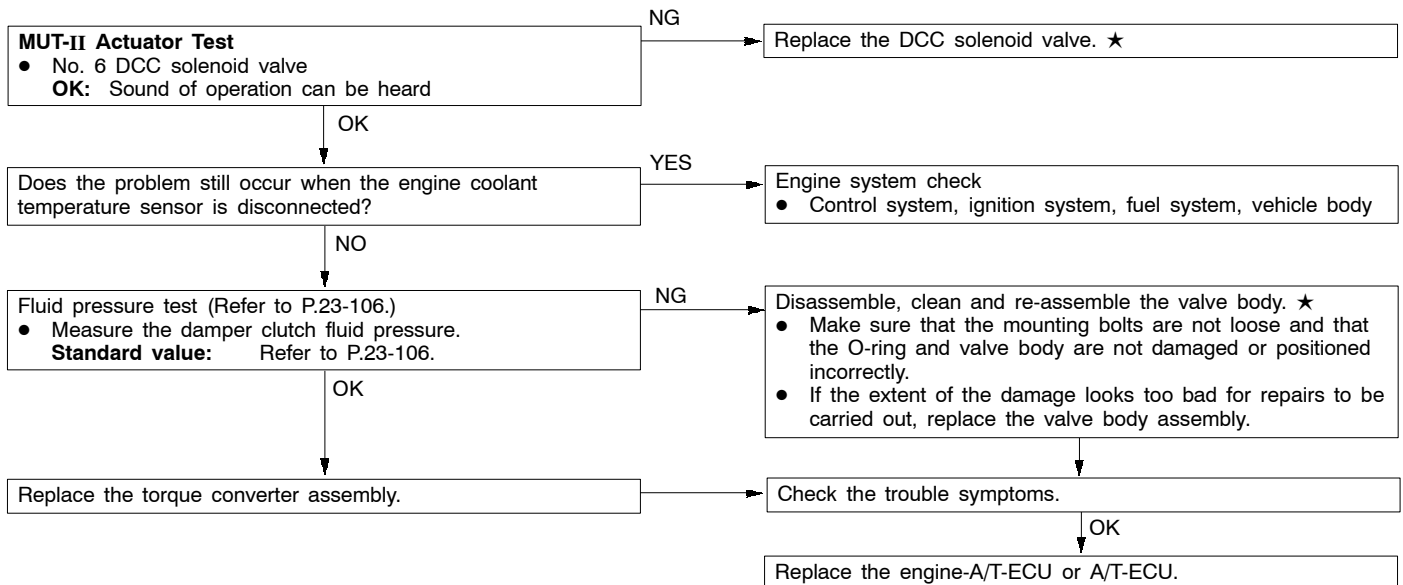 NG
MUT-II Actuator Test
● No. 6 DCC solenoid valve
OK: Sound of operation can be heard
Replace the DCC solenoid valve. ★
OK
YES
Does the problem still occur when the engine coolant
temperature sensor is disconnected?
Engine system check
● Control system, ignition system, fuel system, vehicle body
NO
NG
Fluid pressure test (Refer to P.23-106.)
● Measure the damper clutch fluid pressure.
Standard value: Refer to P.23-106.
Disassemble, clean and re-assemble the valve body. ★
● Make sure that the mounting bolts are not loose and that
the O-ring and valve body are not damaged or positioned
incorrectly.
● If the extent of the damage looks too bad for repairs to be
carried out, replace the valve body assembly.
OK
Replace the torque converter assembly.
Check the trouble symptoms.
OK
Replace the engine-A/T-ECU or A/T-ECU.